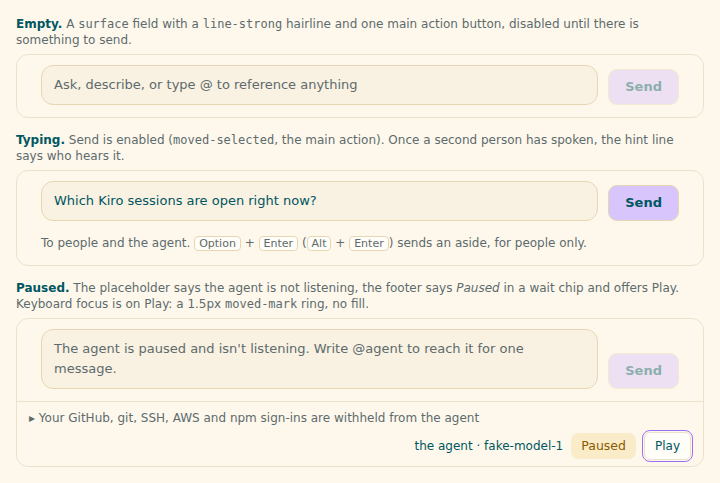 Empty. A surface field with a line-strong hairline and one main action button, disabled until there is
something to send.
Ask, describe, or type @ to reference anything
Send
Typing. Send is enabled (moved-selected, the main action). Once a second person has spoken, the hint line
says who hears it.
Which Kiro sessions are open right now?
Send
To people and the agent. Option + Enter (Alt + Enter) sends an aside, for people only.
Paused. The placeholder says the agent is not listening, the footer says Paused in a wait chip and offers Play.
Keyboard focus is on Play: a 1.5px moved-mark ring, no fill.
The agent is paused and isn't listening. Write @agent to reach it for one
message.
Send
▸ Your GitHub, git, SSH, AWS and npm sign-ins are withheld from the agent
the agent · fake-model-1 Paused Play